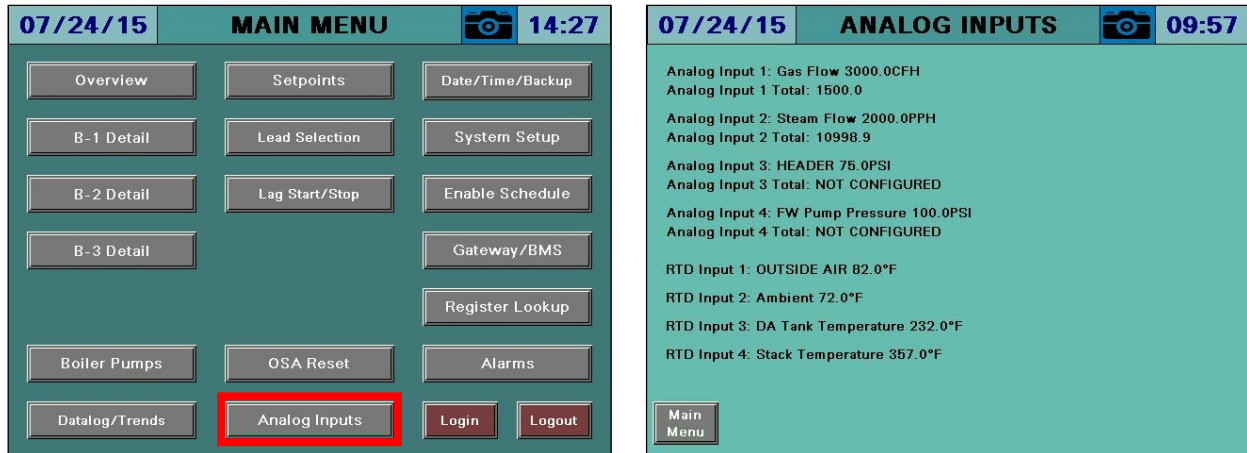 07/24/15 MAIN MENU 14:27
Overview Setpoints Date/Time/Backup
B-1 Detail Lead Selection System Setup
B-2 Detail Lag Start/Stop Enable Schedule
B-3 Detail Gateway/BMS
Register Lookup
Boiler Pumps OSA Reset Alarms
Datalog/Trends Analog Inputs Login Logout
07/24/15 ANALOG INPUTS 09:57
Analog Input 1: Gas Flow 3000.0CFH
Analog Input 1 Total: 1500.0
Analog Input 2: Steam Flow 2000.0PPH
Analog Input 2 Total: 10998.9
Analog Input 3: HEADER 75.0PSI
Analog Input 3 Total: NOT CONFIGURED
Analog Input 4: FW Pump Pressure 100.0PSI
Analog Input 4 Total: NOT CONFIGURED
RTD Input 1: OUTSIDE AIR 82.0°F
RTD Input 2: Ambient 72.0°F
RTD Input 3: DA Tank Temperature 232.0°F
RTD Input 4: Stack Temperature 357.0°F
Main
Menu